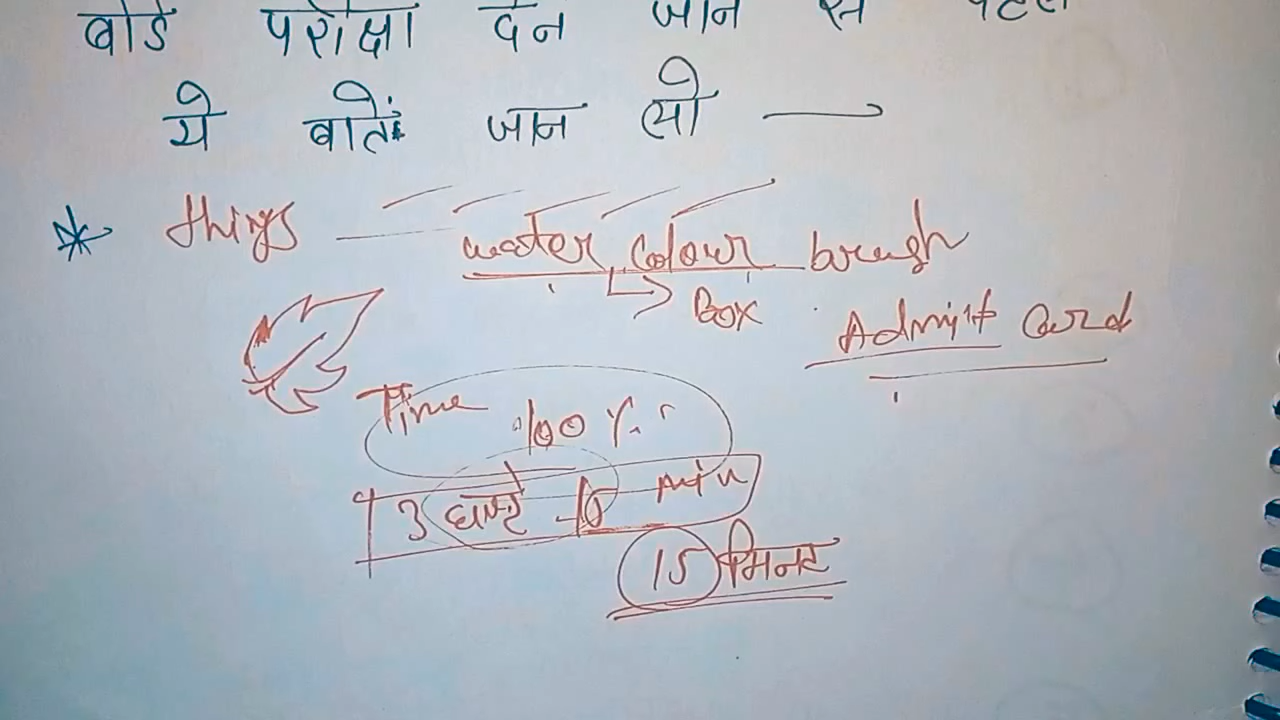 बोर्ड परीक्षा देने जाने से पहले
ये बातें जान लो —
* things — water colour brush
Box
Admit Card
Time 100 %
3 घण्टे 15 min
15 मिनट